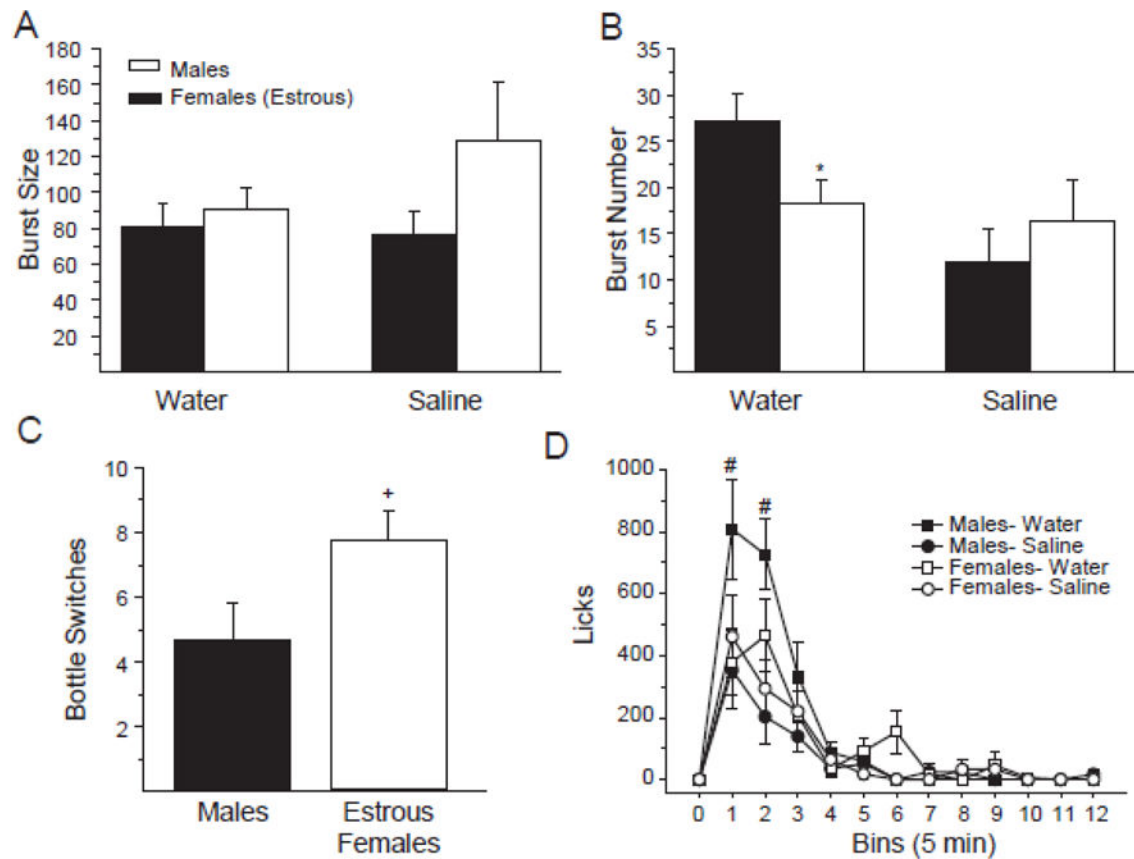 A
180
160
140
120
100
80
60
40
20
Burst Size
Males
Females (Estrous)
Water
Saline
B
35
30
25
20
15
10
5
Burst Number
*
Water
Saline
C
10
8
6
4
2
Bottle Switches
+
Males
Estrous
Females
D
1000
800
600
400
200
0
Licks
#
#
Males- Water
Males- Saline
Females- Water
Females- Saline
0 1 2 3 4 5 6 7 8 9 10 11 12
Bins (5 min)